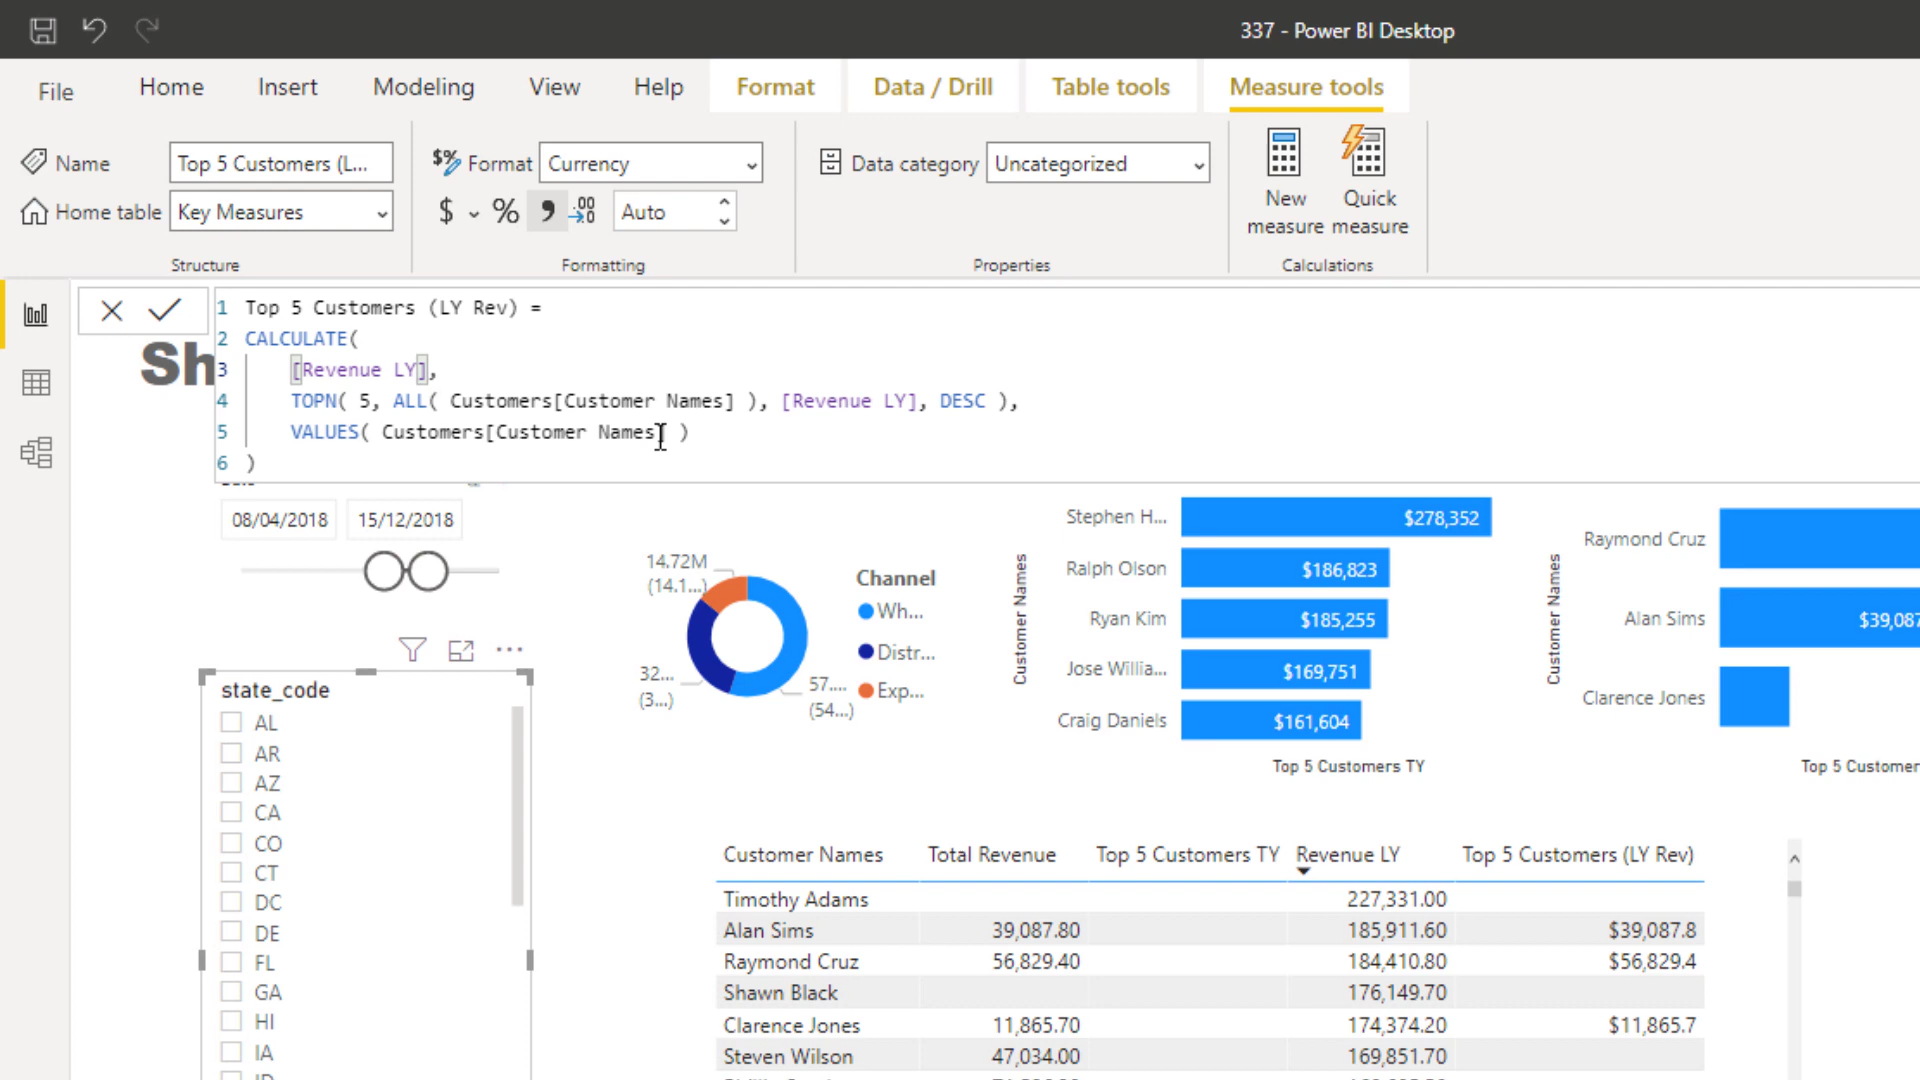 337 - Power BI Desktop
File Home Insert Modeling View Help Format Data / Drill Table tools Measure tools
Name Top 5 Customers (L...
$% Format Currency
Data category Uncategorized
New measure
Quick measure
Home table Key Measures
$ % , .00 Auto
Structure Formatting Properties Calculations
1 Top 5 Customers (LY Rev) =
2 CALCULATE(
3 [Revenue LY],
4 TOPN( 5, ALL( Customers[Customer Names] ), [Revenue LY], DESC ),
5 VALUES( Customers[Customer Names] )
6 )
Sh
08/04/2018 15/12/2018
state_code
AL
AR
AZ
CA
CO
CT
DC
DE
FL
GA
HI
IA
14.72M
(14.1...)
32...
(3...)
57....
(54...)
Channel
Wh...
Distr...
Exp...
Customer Names
Stephen H... $278,352
Ralph Olson $186,823
Ryan Kim $185,255
Jose Willia... $169,751
Craig Daniels $161,604
Top 5 Customers TY
Customer Names
Raymond Cruz
Alan Sims $39,087
Clarence Jones
Top 5 Customer
Customer Names Total Revenue Top 5 Customers TY Revenue LY Top 5 Customers (LY Rev)
Timothy Adams 227,331.00
Alan Sims 39,087.80 185,911.60 $39,087.8
Raymond Cruz 56,829.40 184,410.80 $56,829.4
Shawn Black 176,149.70
Clarence Jones 11,865.70 174,374.20 $11,865.7
Steven Wilson 47,034.00 169,851.70